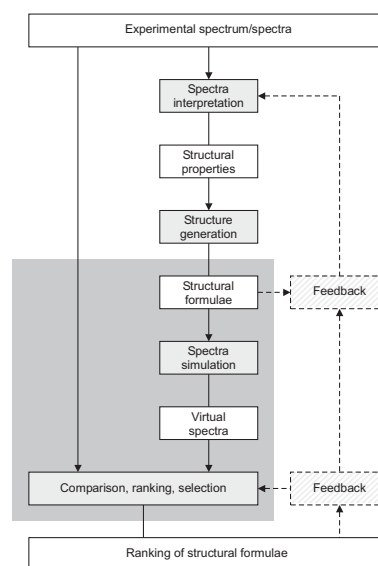 Experimental spectrum/spectra
Spectra
interpretation
Structural
properties
Structure
generation
Structural
formulae
Feedback
Spectra
simulation
Virtual
spectra
Comparison, ranking, selection
Feedback
Ranking of structural formulae